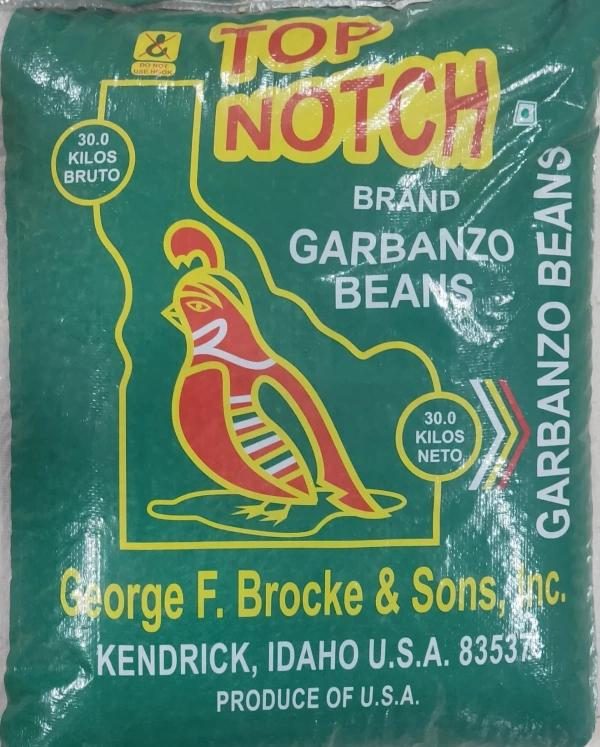 DO NOT
USE HOOK
TOP
NOTCH
30.0
KILOS
BRUTO
BRAND
GARBANZO
BEANS
GARBANZO BEANS
30.0
KILOS
NETO
George F. Brocke & Sons, Inc.
KENDRICK, IDAHO U.S.A. 83537
PRODUCE OF U.S.A.